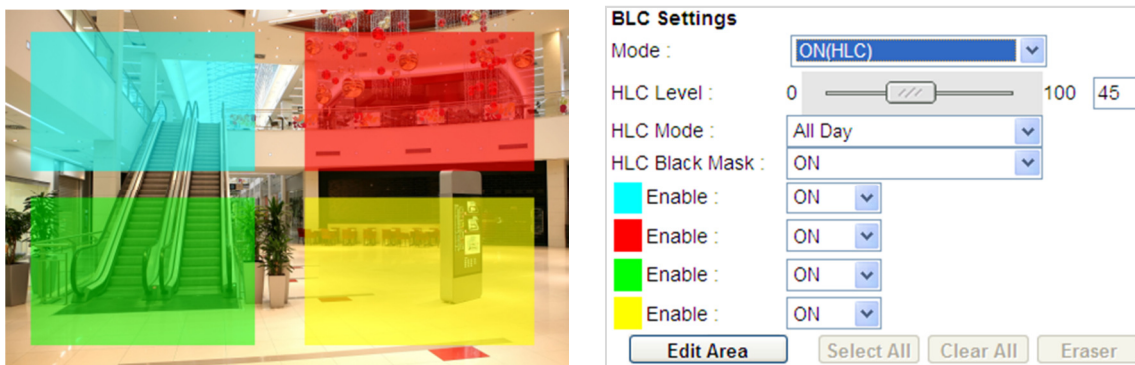 BLC Settings
Mode : ON(HLC)
HLC Level : 0 100 45
HLC Mode : All Day
HLC Black Mask : ON
Enable : ON
Enable : ON
Enable : ON
Enable : ON
Edit Area Select All Clear All Eraser